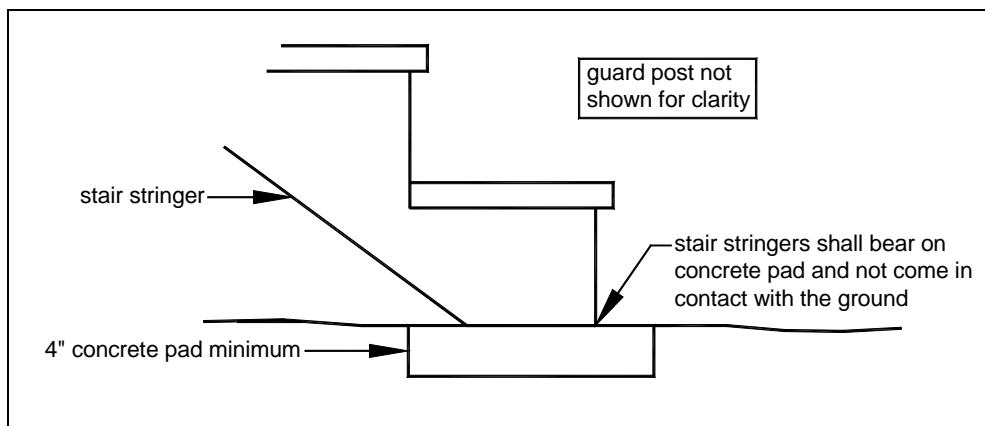 guard post not
shown for clarity
stair stringer
stair stringers shall bear on
concrete pad and not come in
contact with the ground
4" concrete pad minimum